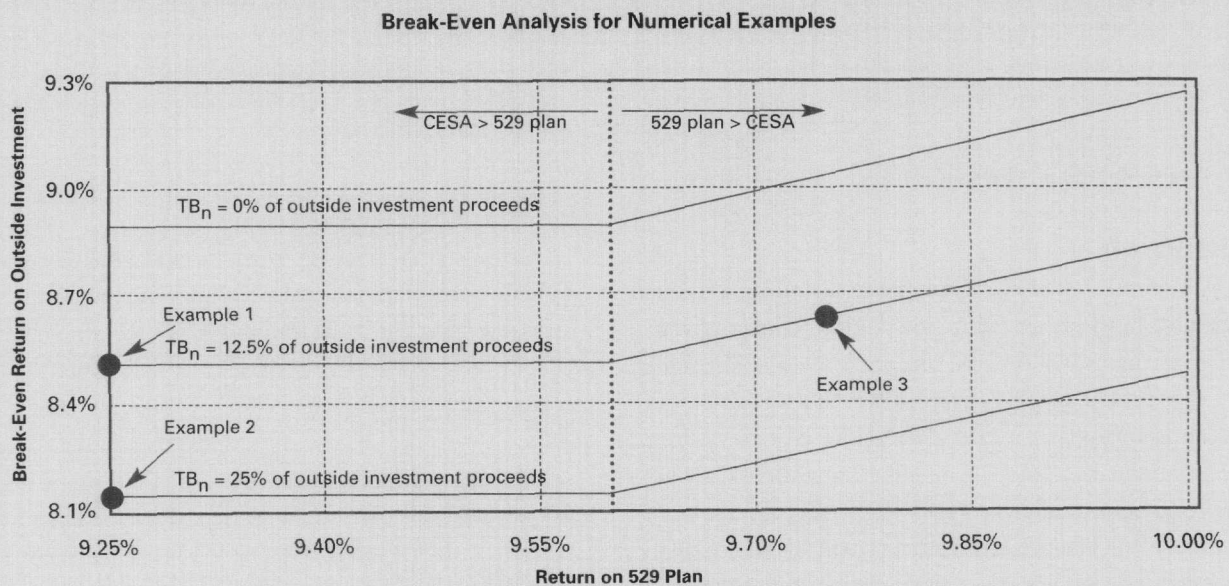 Break-Even Analysis for Numerical Examples
Break-Even Return on Outside Investment
9.3%
9.0%
8.7%
8.4%
8.1%
CESA > 529 plan
529 plan > CESA
TBn = 0% of outside investment proceeds
Example 1
TBn = 12.5% of outside investment proceeds
Example 3
Example 2
TBn = 25% of outside investment proceeds
9.25%
9.40%
9.55%
9.70%
9.85%
10.00%
Return on 529 Plan